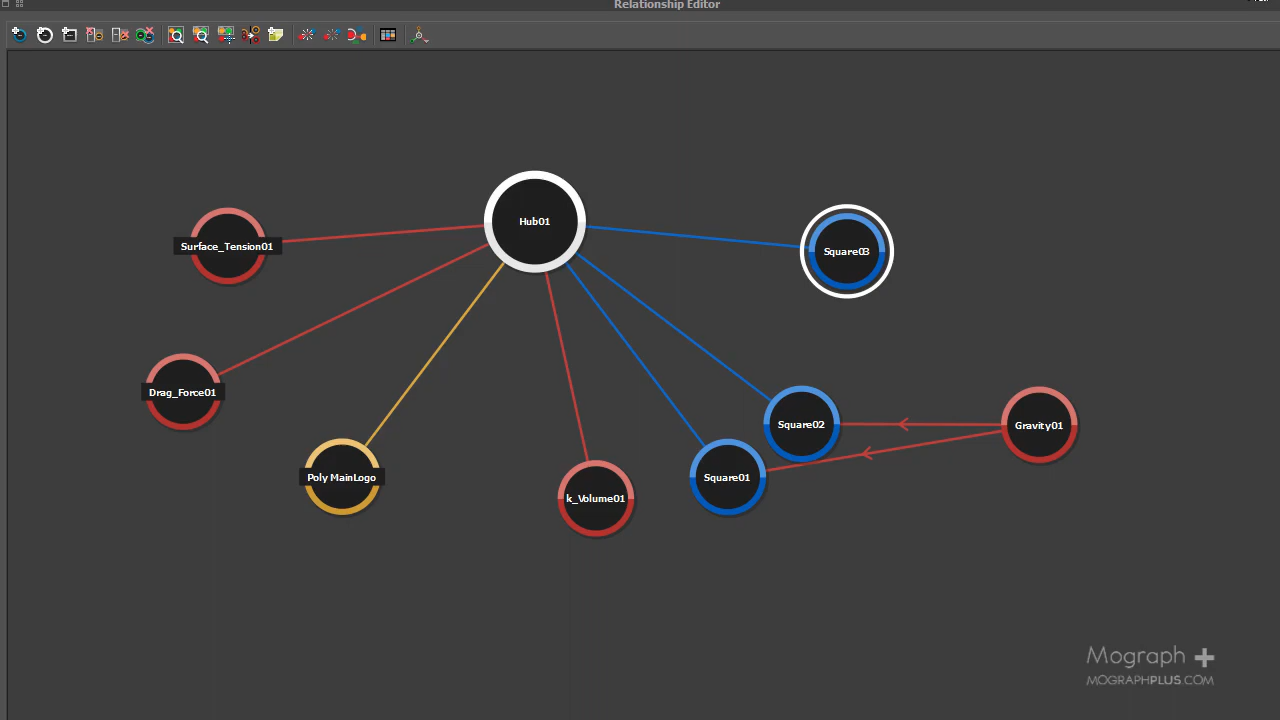 Relationship Editor
Hub01
Surface_Tension01
Square03
Drag_Force01
Square02
Gravity01
Poly MainLogo
Square01
k_Volume01
Mograph +
MOGRAPHPLUS.COM